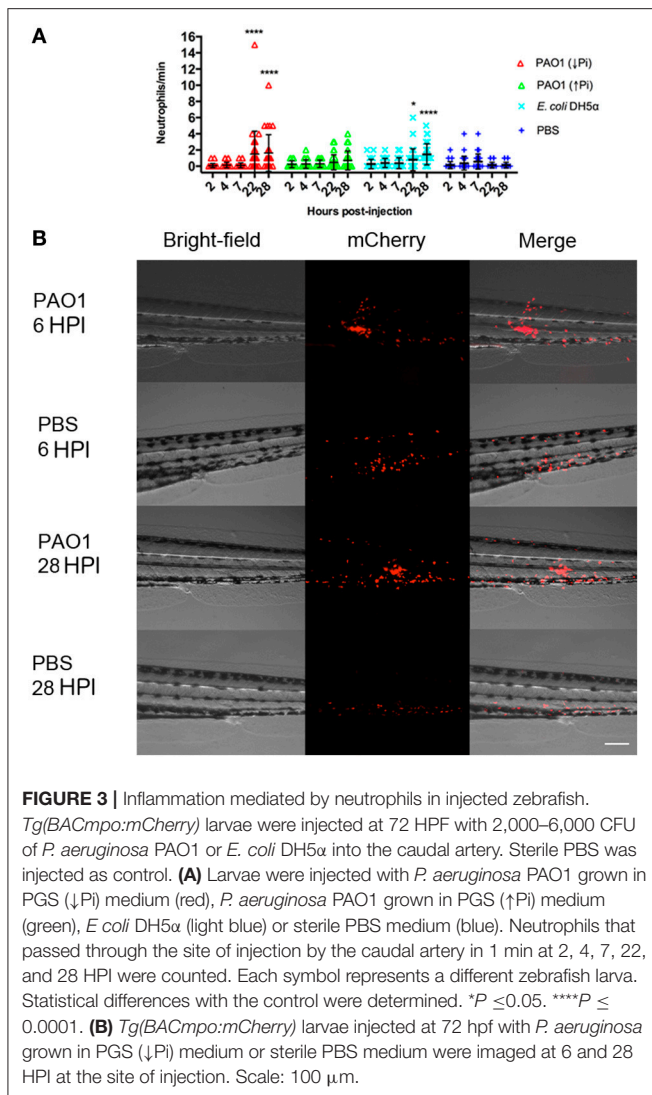 A
Neutrophils/min
16
14
12
10
8
6
4
2
0
****
****
*
****
2 4 7 22 28 2 4 7 22 28 2 4 7 22 28 2 4 7 22 28
Hours post-injection
PAO1 (↓Pi)
PAO1 (↑Pi)
E. coli DH5α
PBS
B
Bright-field mCherry Merge
PAO1
6 HPI
PBS
6 HPI
PAO1
28 HPI
PBS
28 HPI
FIGURE 3 | Inflammation mediated by neutrophils in injected zebrafish.
Tg(BACmpo:mCherry) larvae were injected at 72 HPF with 2,000–6,000 CFU
of P. aeruginosa PAO1 or E. coli DH5α into the caudal artery. Sterile PBS was
injected as control. (A) Larvae were injected with P. aeruginosa PAO1 grown in
PGS (↓Pi) medium (red), P. aeruginosa PAO1 grown in PGS (↑Pi) medium
(green), E coli DH5α (light blue) or sterile PBS medium (blue). Neutrophils that
passed through the site of injection by the caudal artery in 1 min at 2, 4, 7, 22,
and 28 HPI were counted. Each symbol represents a different zebrafish larva.
Statistical differences with the control were determined. *P ≤0.05. ****P ≤
0.0001. (B) Tg(BACmpo:mCherry) larvae injected at 72 hpf with P. aeruginosa
grown in PGS (↓Pi) medium or sterile PBS medium were imaged at 6 and 28
HPI at the site of injection. Scale: 100 μm.